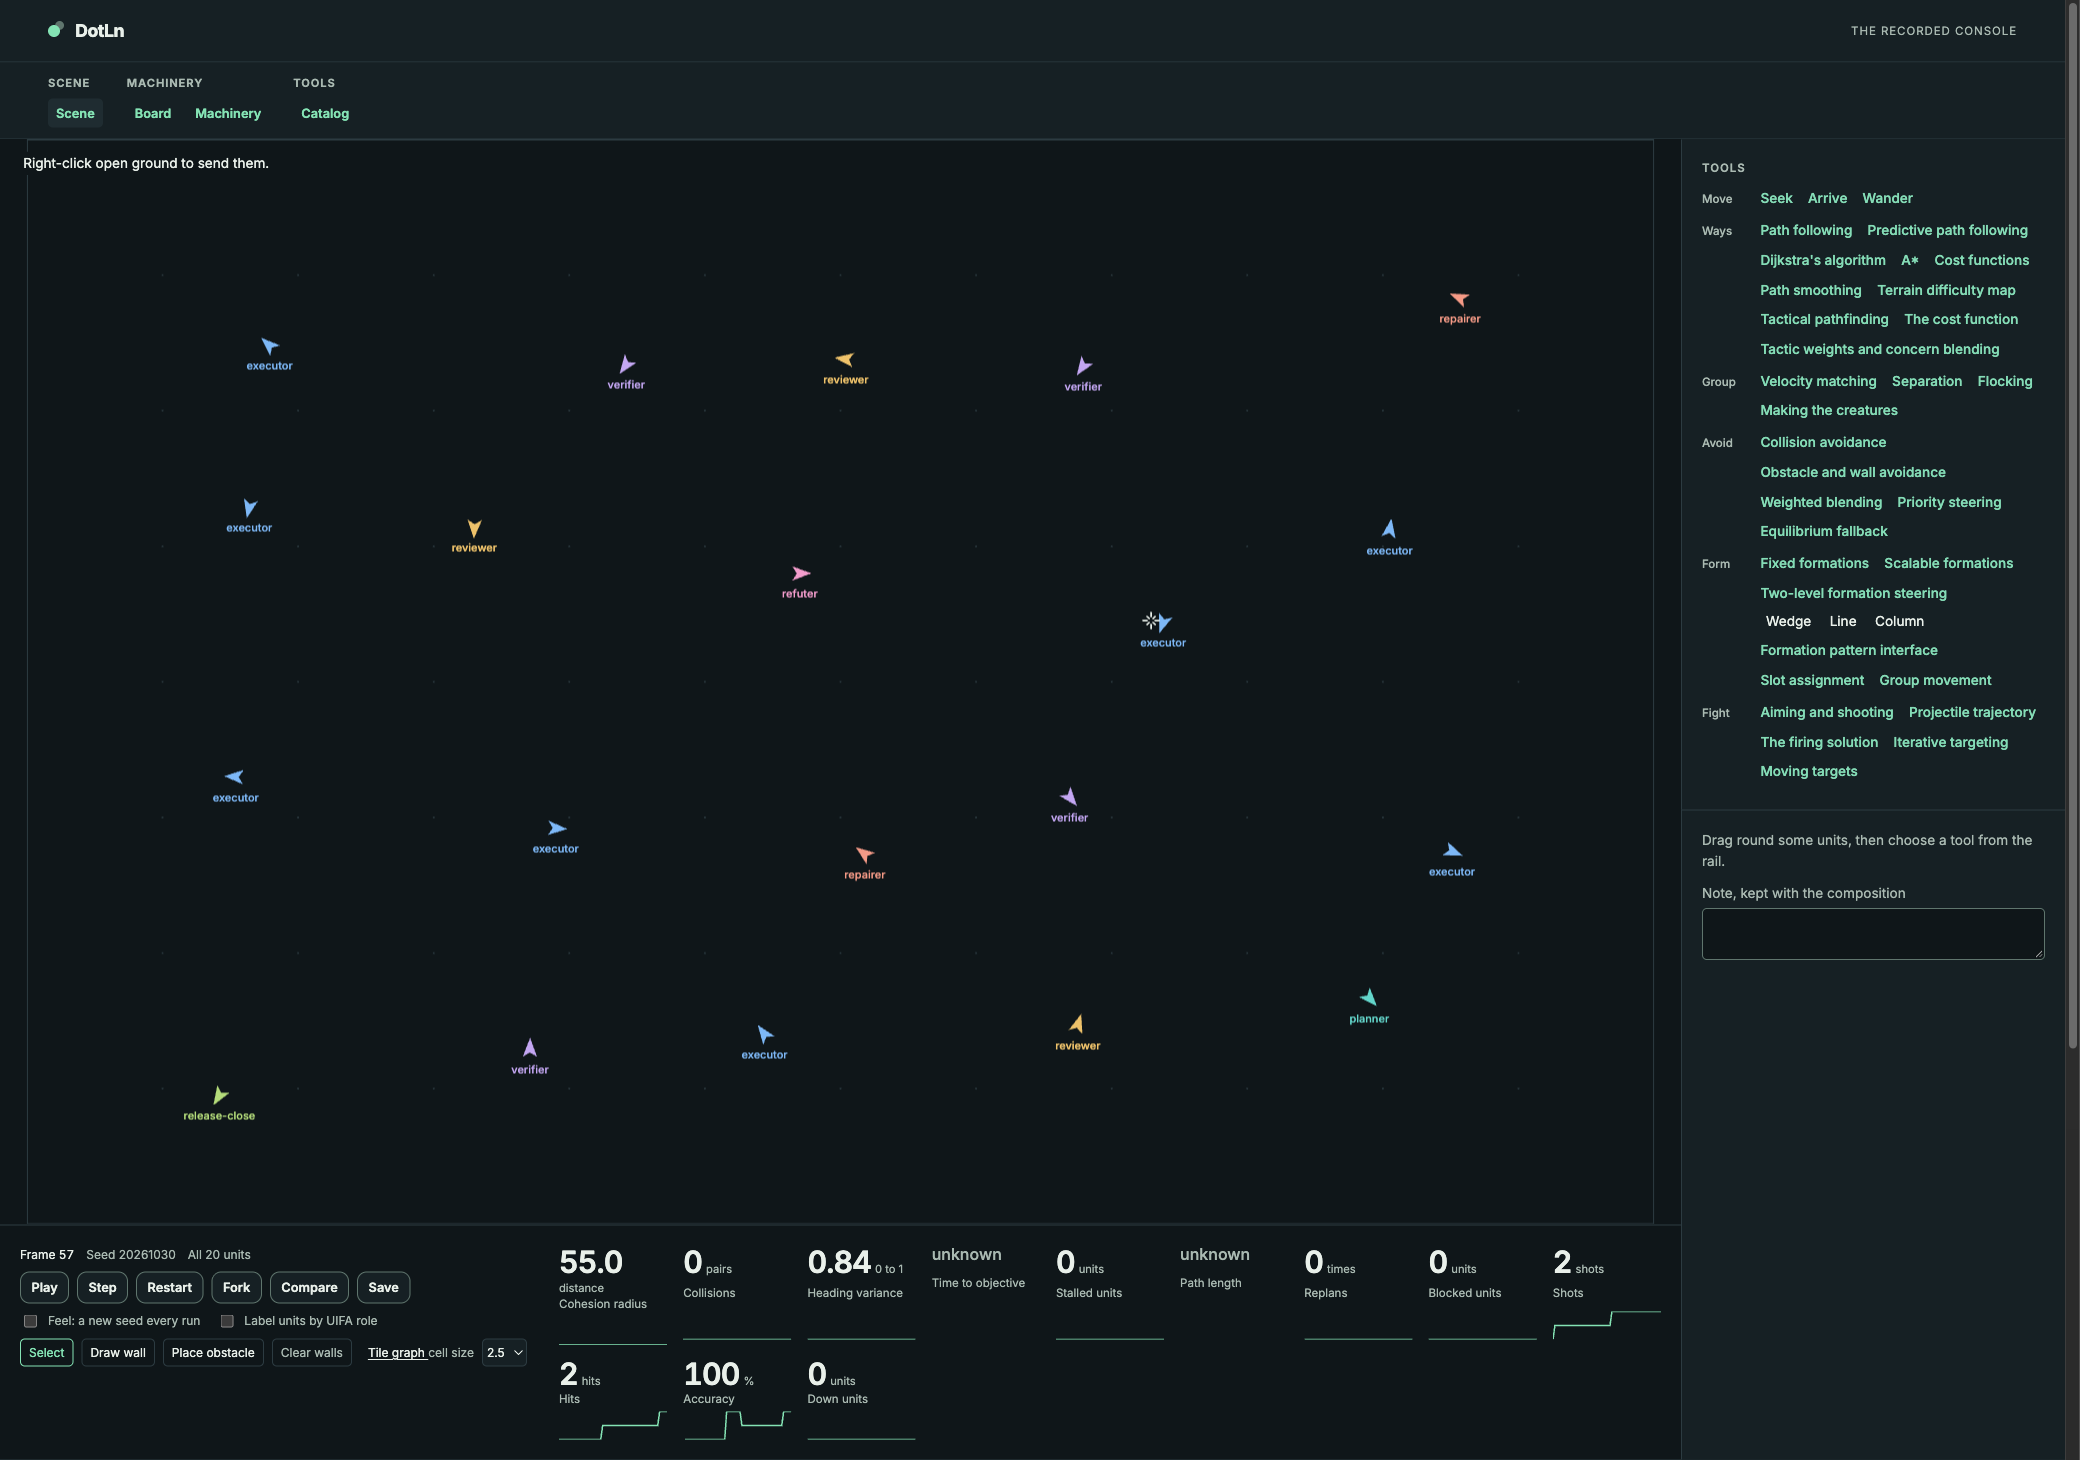 DotLn
THE RECORDED CONSOLE
SCENE MACHINERY TOOLS
Scene Board Machinery Catalog
Right-click open ground to send them.
repairer
executor
verifier
reviewer
verifier
executor
reviewer
executor
refuter
executor
executor
verifier
executor
repairer
executor
planner
reviewer
executor
verifier
release-close
TOOLS
Move Seek Arrive Wander
Ways Path following Predictive path following
Dijkstra's algorithm A* Cost functions
Path smoothing Terrain difficulty map
Tactical pathfinding The cost function
Tactic weights and concern blending
Group Velocity matching Separation Flocking
Making the creatures
Avoid Collision avoidance
Obstacle and wall avoidance
Weighted blending Priority steering
Equilibrium fallback
Form Fixed formations Scalable formations
Two-level formation steering
Wedge Line Column
Formation pattern interface
Slot assignment Group movement
Fight Aiming and shooting Projectile trajectory
The firing solution Iterative targeting
Moving targets
Drag round some units, then choose a tool from the
rail.
Note, kept with the composition
Frame 57 Seed 20261030 All 20 units
Play Step Restart Fork Compare Save
Feel: a new seed every run Label units by UIFA role
Select Draw wall Place obstacle Clear walls Tile graph cell size 2.5
55.0
distance
Cohesion radius
0 pairs
Collisions
0.84 0 to 1
Heading variance
unknown
Time to objective
0 units
Stalled units
unknown
Path length
0 times
Replans
0 units
Blocked units
2 shots
Shots
2 hits
Hits
100 %
Accuracy
0 units
Down units